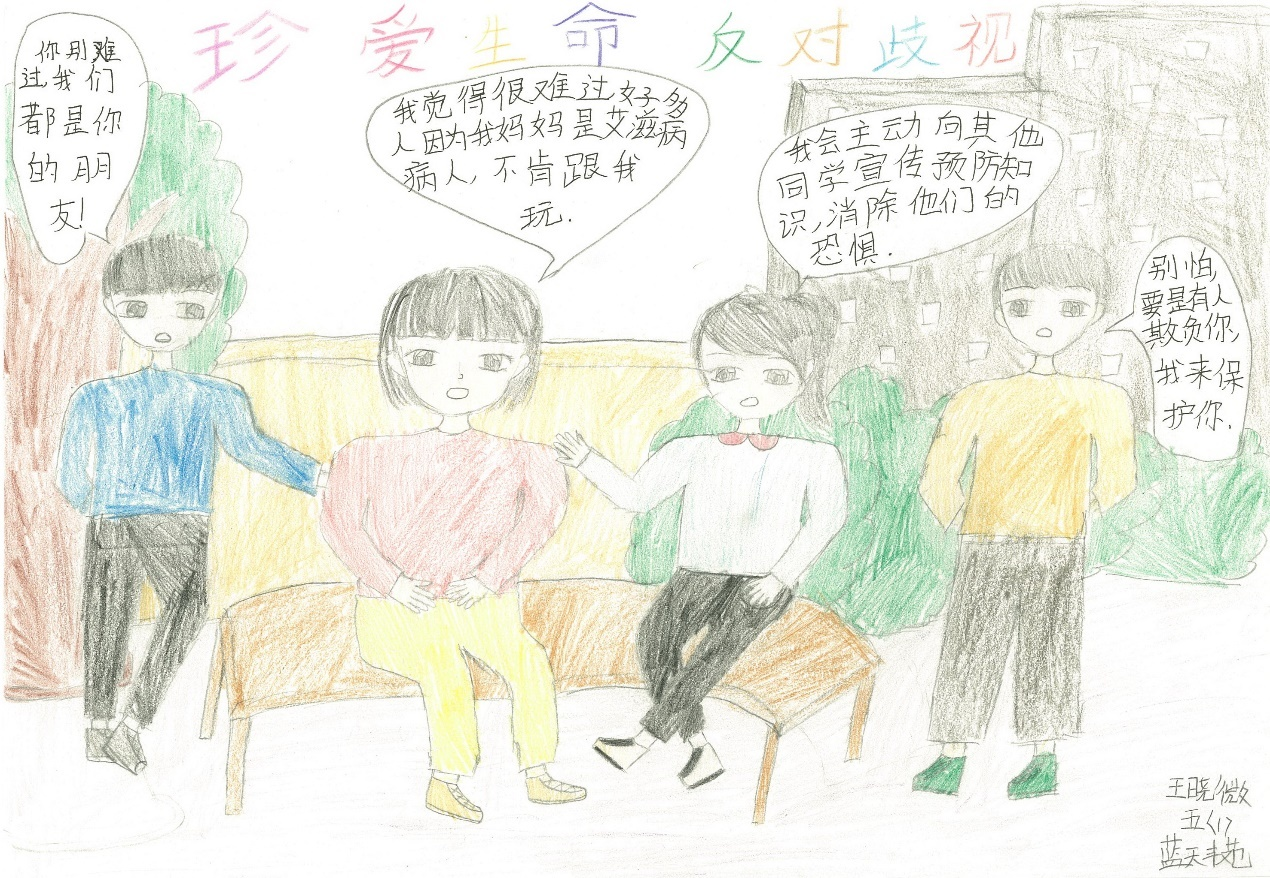 珍爱生命 反对歧视
你别难
过我们
都是你
的朋
友!
我觉得很难过好多
人因为我妈妈是艾滋病
病人,不肯跟我
玩.
我会主动向其他
同学宣传预防知
识,消除他们的
恐惧.
别怕,
要是有人
欺负你,
我来保
护你.
王晓微
五(1)
蓝天丰苑